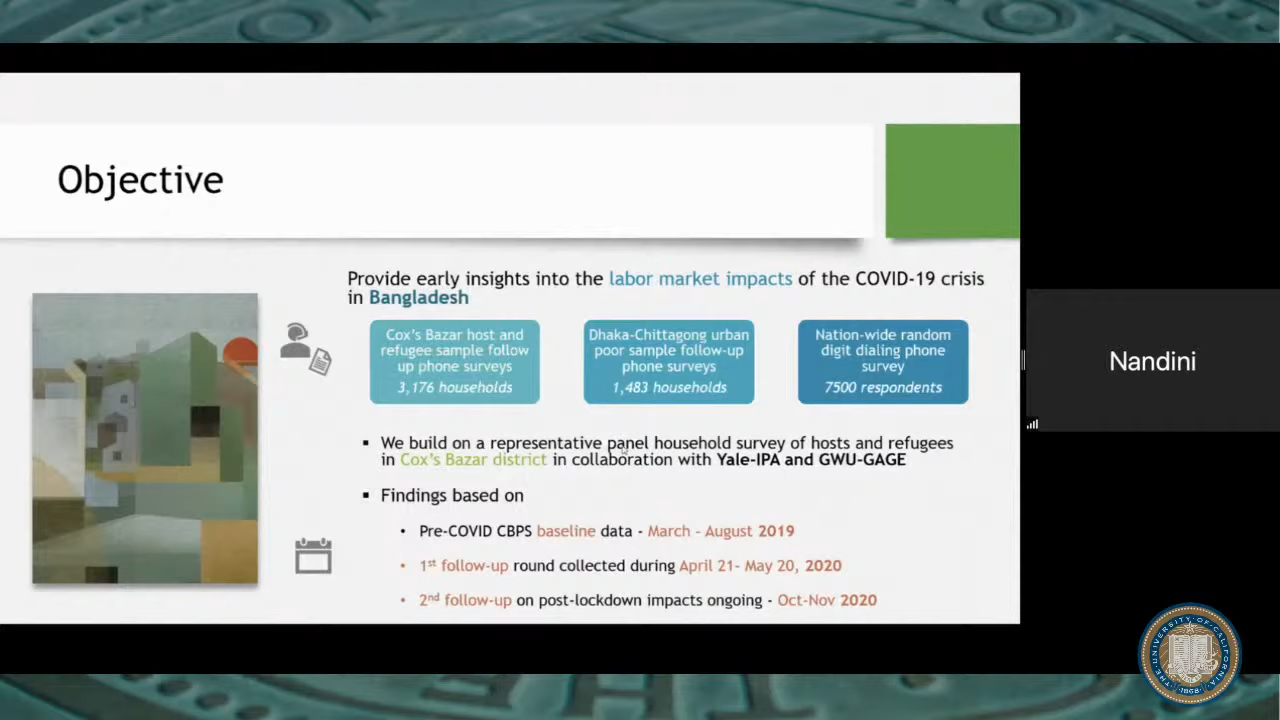 Objective
Provide early insights into the labor market impacts of the COVID-19 crisis
in Bangladesh
Cox's Bazar host and
refugee sample follow
up phone surveys
3,176 households
Dhaka-Chittagong urban
poor sample follow-up
phone surveys
1,483 households
Nation-wide random
digit dialing phone
survey
7500 respondents
▪ We build on a representative panel household survey of hosts and refugees
in Cox's Bazar district in collaboration with Yale-IPA and GWU-GAGE
▪ Findings based on
• Pre-COVID CBPS baseline data - March - August 2019
• 1st follow-up round collected during April 21- May 20, 2020
• 2nd follow-up on post-lockdown impacts ongoing - Oct-Nov 2020
Nandini
THE UNIVERSITY OF CALIFORNIA
1868